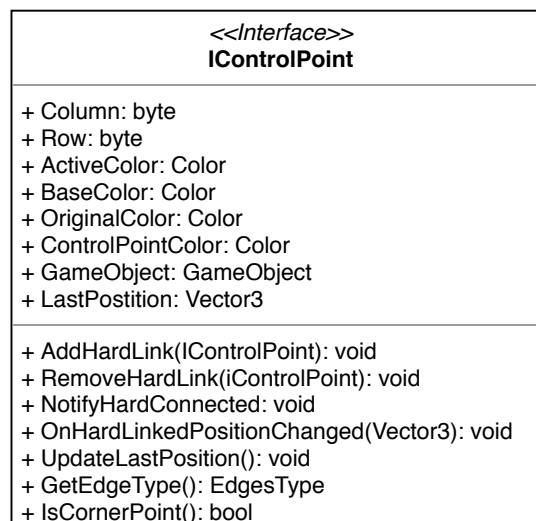 <<Interface>>
IControlPoint
+ Column: byte
+ Row: byte
+ ActiveColor: Color
+ BaseColor: Color
+ OriginalColor: Color
+ ControlPointColor: Color
+ GameObject: GameObject
+ LastPostition: Vector3
+ AddHardLink(IControlPoint): void
+ RemoveHardLink(iControlPoint): void
+ NotifyHardConnected: void
+ OnHardLinkedPositionChanged(Vector3): void
+ UpdateLastPosition(): void
+ GetEdgeType(): EdgesType
+ IsCornerPoint(): bool